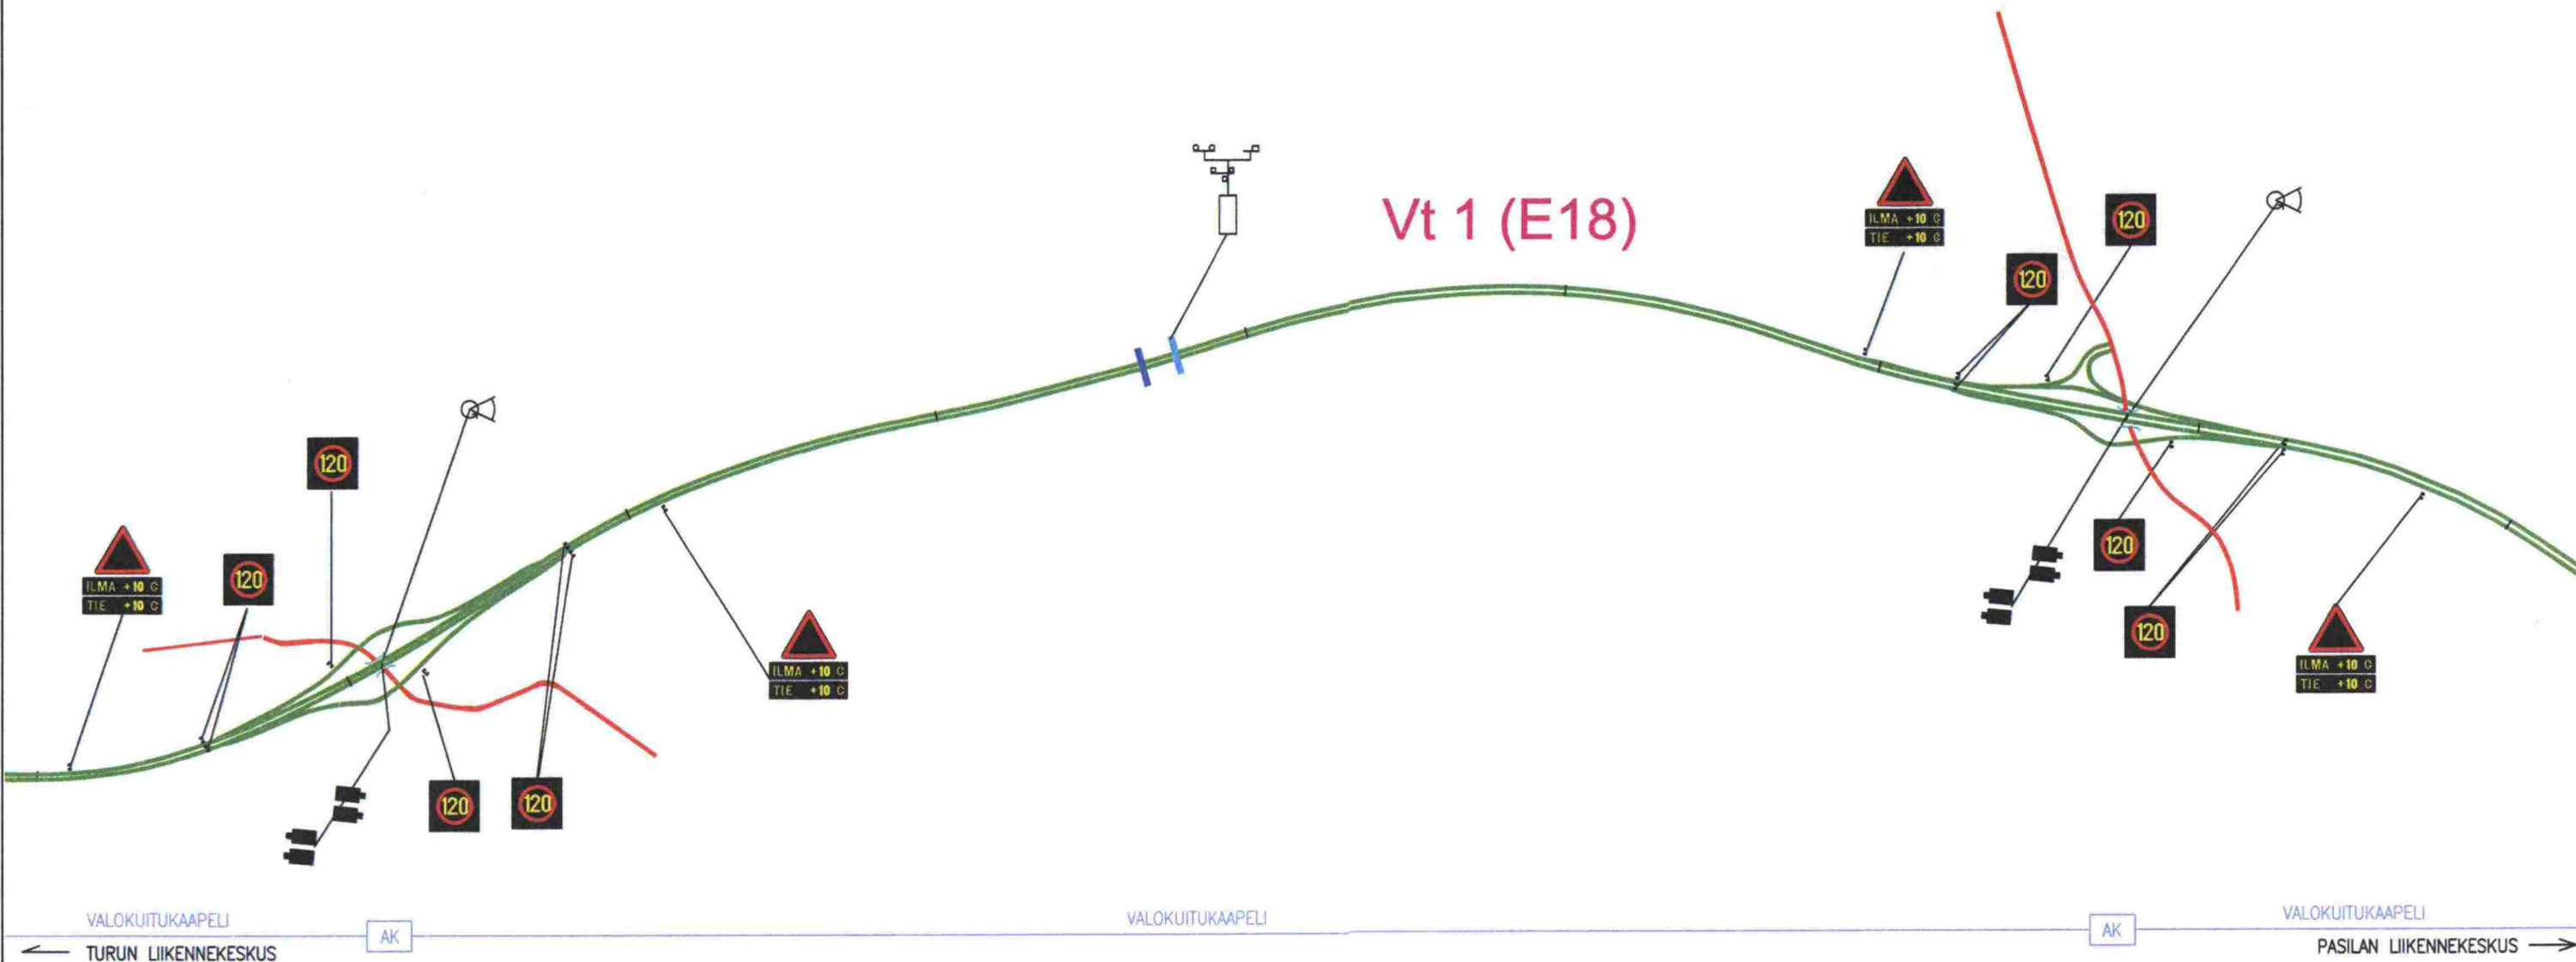 Vt 1 (E18)
ILMA +10 C
TIE +10 C
120
120
120
120
ILMA +10 C
TIE +10 C
120
120
ILMA +10 C
TIE +10 C
120
120
ILMA +10 C
TIE +10 C
VALOKUITUKAAPELI
VALOKUITUKAAPELI
VALOKUITUKAAPELI
AK
AK
TURUN LIIKENNEKESKUS
PASILAN LIIKENNEKESKUS